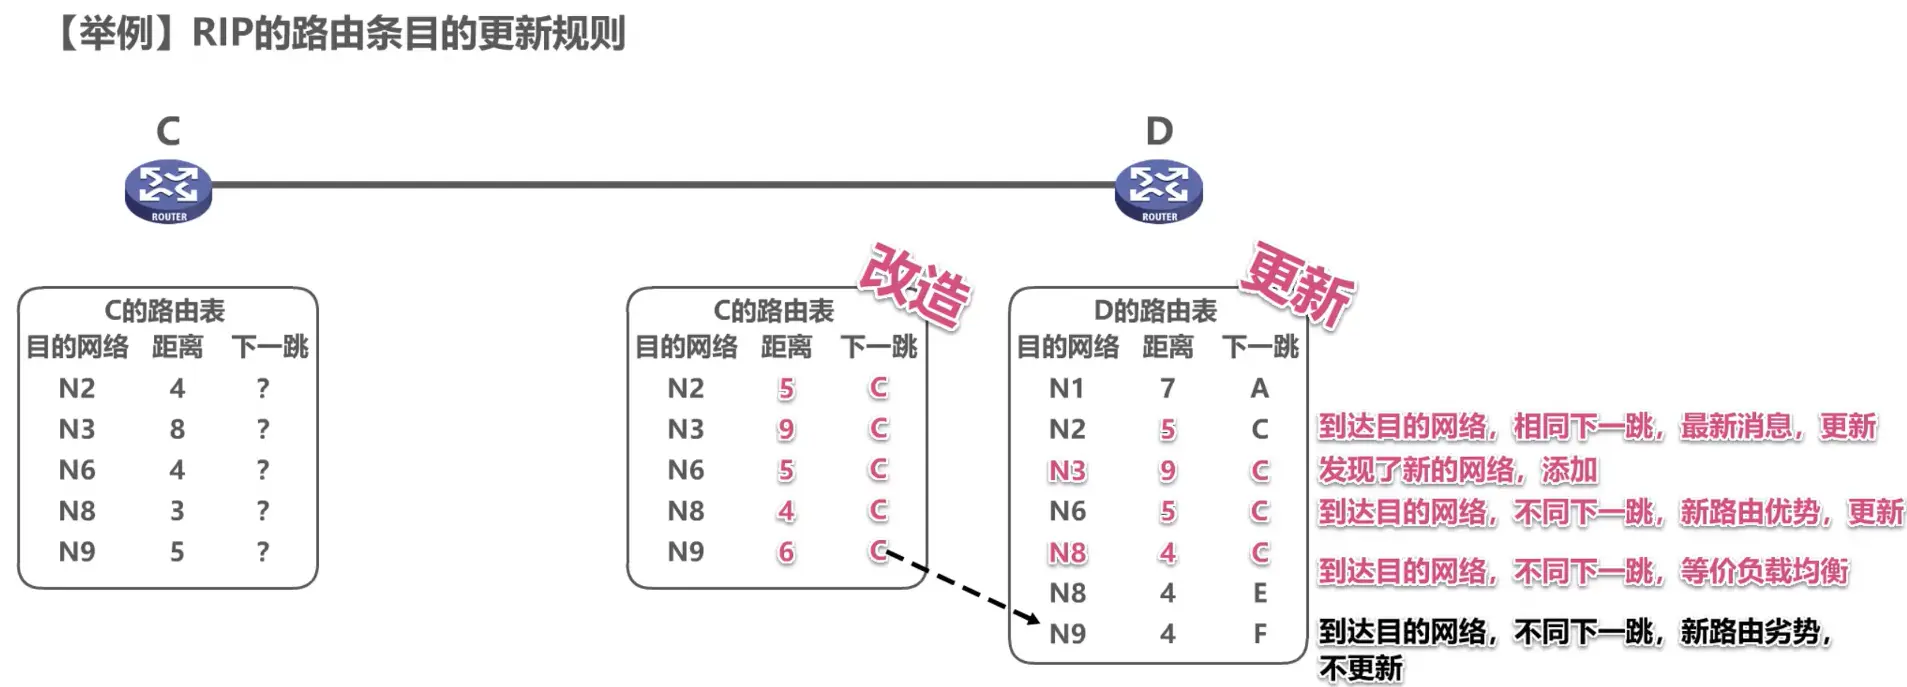 【举例】RIP的路由条目的更新规则
C
D
ROUTER
ROUTER
改造
更新
C的路由表
目的网络 距离 下一跳
N2 4 ?
N3 8 ?
N6 4 ?
N8 3 ?
N9 5 ?
C的路由表
目的网络 距离 下一跳
N2 5 C
N3 9 C
N6 5 C
N8 4 C
N9 6 C
D的路由表
目的网络 距离 下一跳
N1 7 A
N2 5 C
N3 9 C
N6 5 C
N8 4 C
N8 4 E
N9 4 F
到达目的网络，相同下一跳，最新消息，更新
发现了新的网络，添加
到达目的网络，不同下一跳，新路由优势，更新
到达目的网络，不同下一跳，等价负载均衡
到达目的网络，不同下一跳，新路由劣势，
不更新